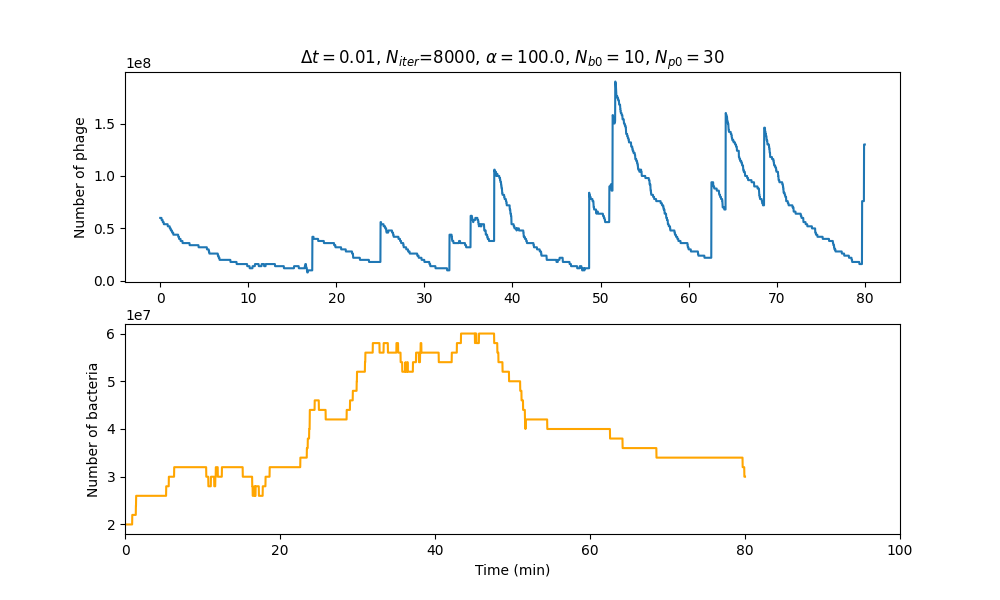 Δt = 0.01, N_iter=8000, α = 100.0, N_b0 = 10, N_p0 = 30
1e8
Number of phage
1.5
1.0
0.5
0.0
0 10 20 30 40 50 60 70 80
1e7
Number of bacteria
6
5
4
3
2
0 20 40 60 80 100
Time (min)